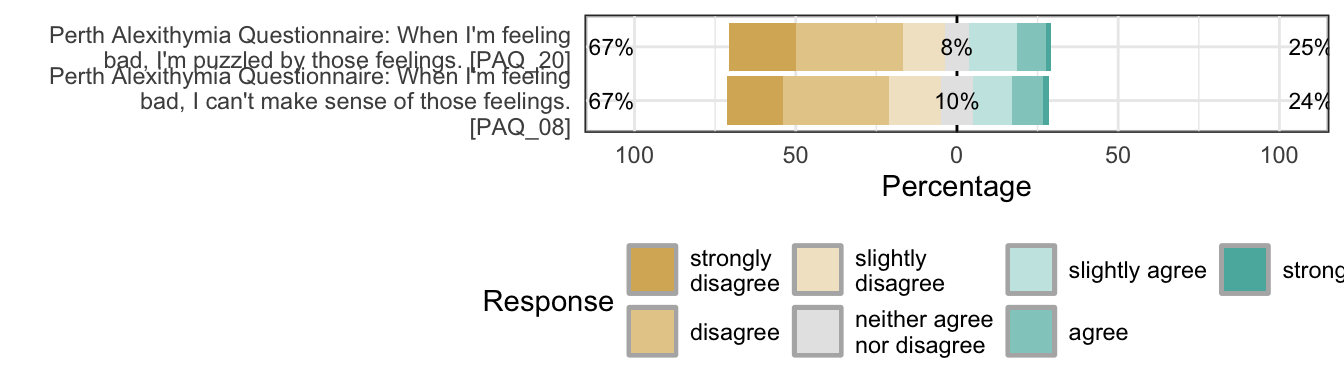 Perth Alexithymia Questionnaire: When I'm feeling
bad, I'm puzzled by those feelings. [PAQ_20]
67%
8%
25%
Perth Alexithymia Questionnaire: When I'm feeling
bad, I can't make sense of those feelings.
[PAQ_08]
67%
10%
24%
100
50
0
50
100
Percentage
Response
strongly
disagree
slightly
disagree
slightly agree
strong
disagree
neither agree
nor disagree
agree